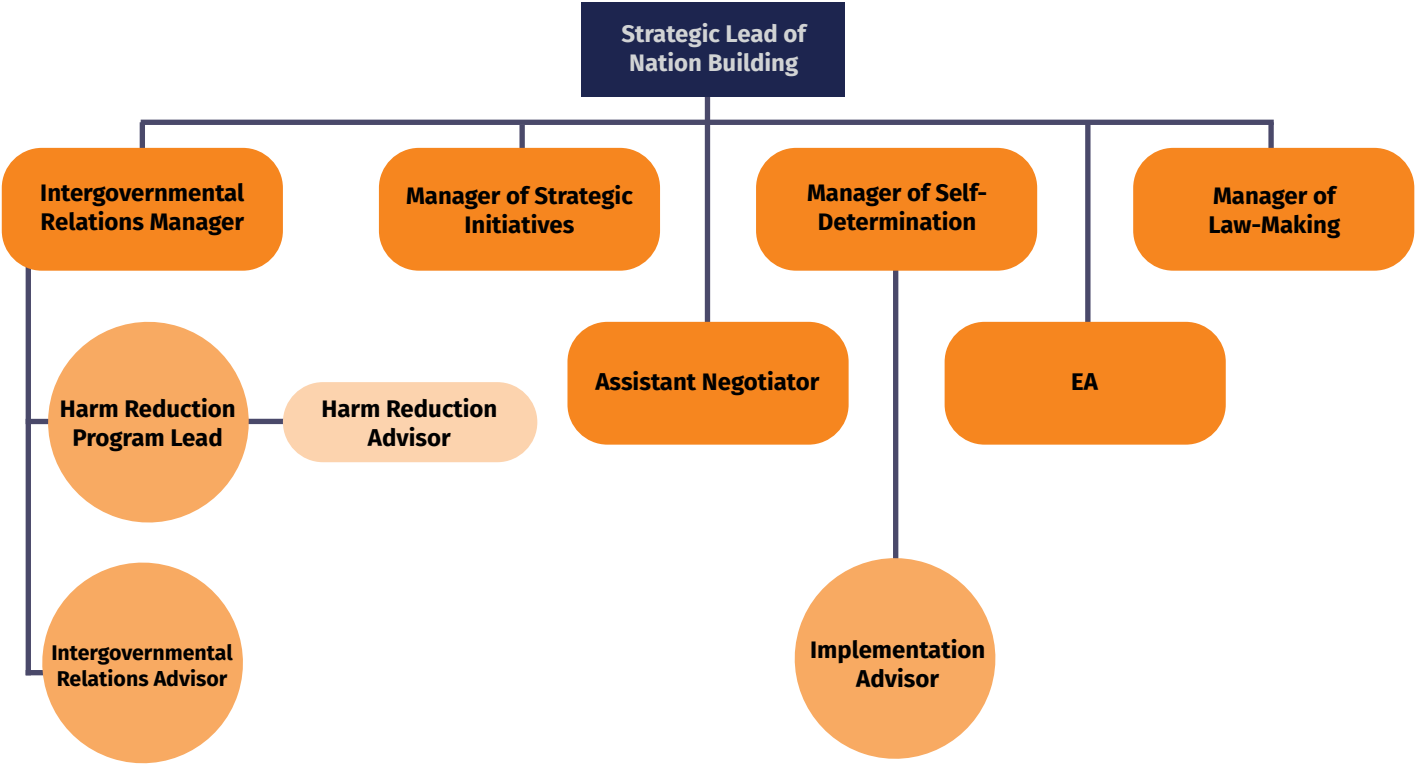 Strategic Lead of
Nation Building
Intergovernmental
Relations Manager
Manager of Strategic
Initiatives
Manager of Self-
Determination
Manager of
Law-Making
Assistant Negotiator
EA
Harm Reduction
Program Lead
Harm Reduction
Advisor
Intergovernmental
Relations Advisor
Implementation
Advisor